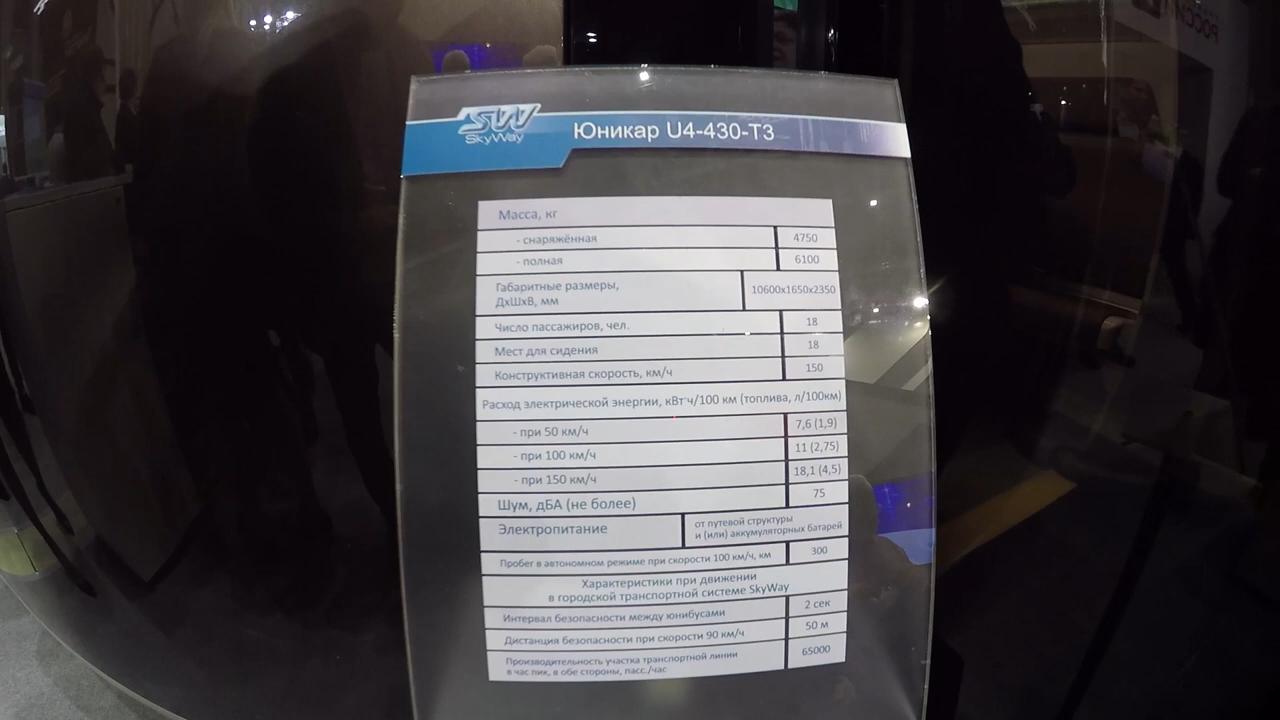 РОССИЯ
SW
SkyWay
Юникар U4-430-Т3
Масса, кг
- снаряжённая 4750
- полная 6100
Габаритные размеры,
ДхШхВ, мм 10600х1650х2350
Число пассажиров, чел. 18
Мест для сидения 18
Конструктивная скорость, км/ч 150
Расход электрической энергии, кВт·ч/100 км (топлива, л/100км)
- при 50 км/ч 7,6 (1,9)
- при 100 км/ч 11 (2,75)
- при 150 км/ч 18,1 (4,5)
Шум, дБА (не более) 75
Электропитание от путевой структуры
и (или) аккумуляторных батарей
Пробег в автономном режиме при скорости 100 км/ч, км 300
Характеристики при движении
в городской транспортной системе SkyWay
Интервал безопасности между юнибусами 2 сек
Дистанция безопасности при скорости 90 км/ч 50 м
Производительность участка транспортной линии
в час пик, в обе стороны, пасс./час 65000